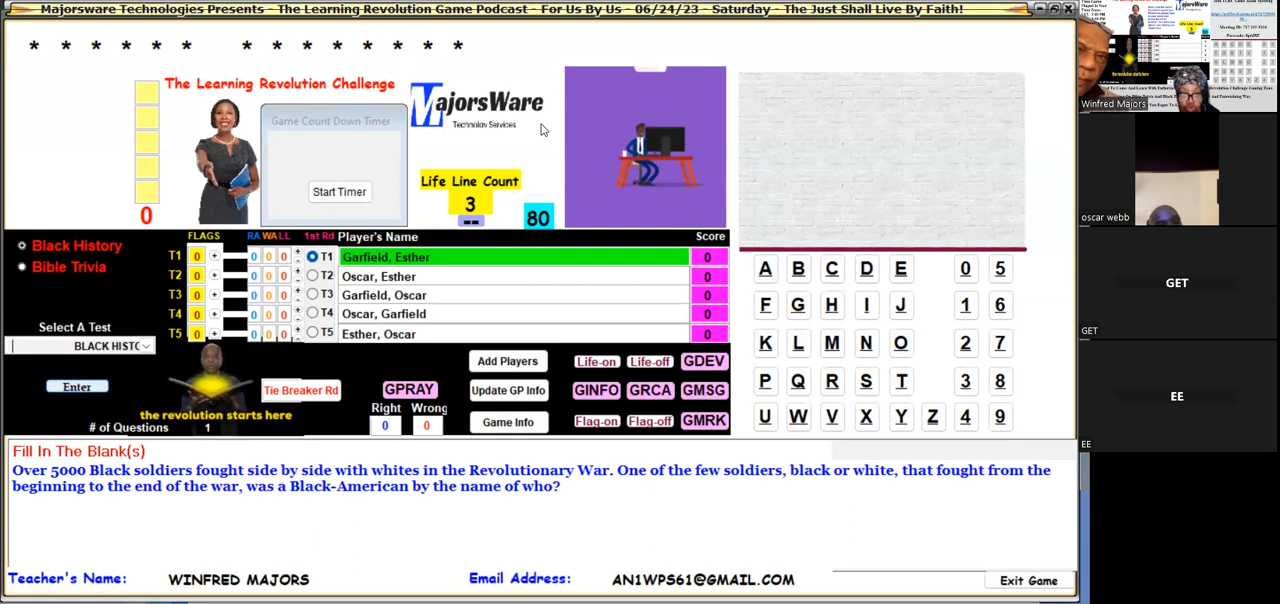 Majorsware Technologies Presents - The Learning Revolution Game Podcast - For Us By Us - 06/24/23 - Saturday - The Just Shall Live By Faith!
* * * * * * * * * * * * * *
The Learning Revolution Challenge
MajorsWare
Technology Services
Game Count Down Timer
Start Timer
Life Line Count
3
--
80
0
FLAGS
RA WA LL 1st Rd Player's Name Score
Black History
Bible Trivia
T1 0 + 0 0 0 + - T1 Garfield, Esther 0
T2 0 + 0 0 0 + - T2 Oscar, Esther 0
T3 0 + 0 0 0 + - T3 Garfield, Oscar 0
T4 0 + 0 0 0 + - T4 Oscar, Garfield 0
T5 0 + 0 0 0 + - T5 Esther, Oscar 0
Select A Test
BLACK HISTO
Enter
the revolution starts here
# of Questions 1
Tie Breaker Rd
GPRAY
Right Wrong
0 0
Add Players Life-on Life-off GDEV
Update GP Info GINFO GRCA GMSG
Game Info Flag-on Flag-off GMRK
A B C D E 0 5
F G H I J 1 6
K L M N O 2 7
P Q R S T 3 8
U W V X Y Z 4 9
Fill In The Blank(s)
Over 5000 Black soldiers fought side by side with whites in the Revolutionary War. One of the few soldiers, black or white, that fought from the
beginning to the end of the war, was a Black-American by the name of who?
Teacher's Name: WINFRED MAJORS Email Address: AN1WPS61@GMAIL.COM Exit Game
Winfred Majors
oscar webb
GET
GET
EE
EE